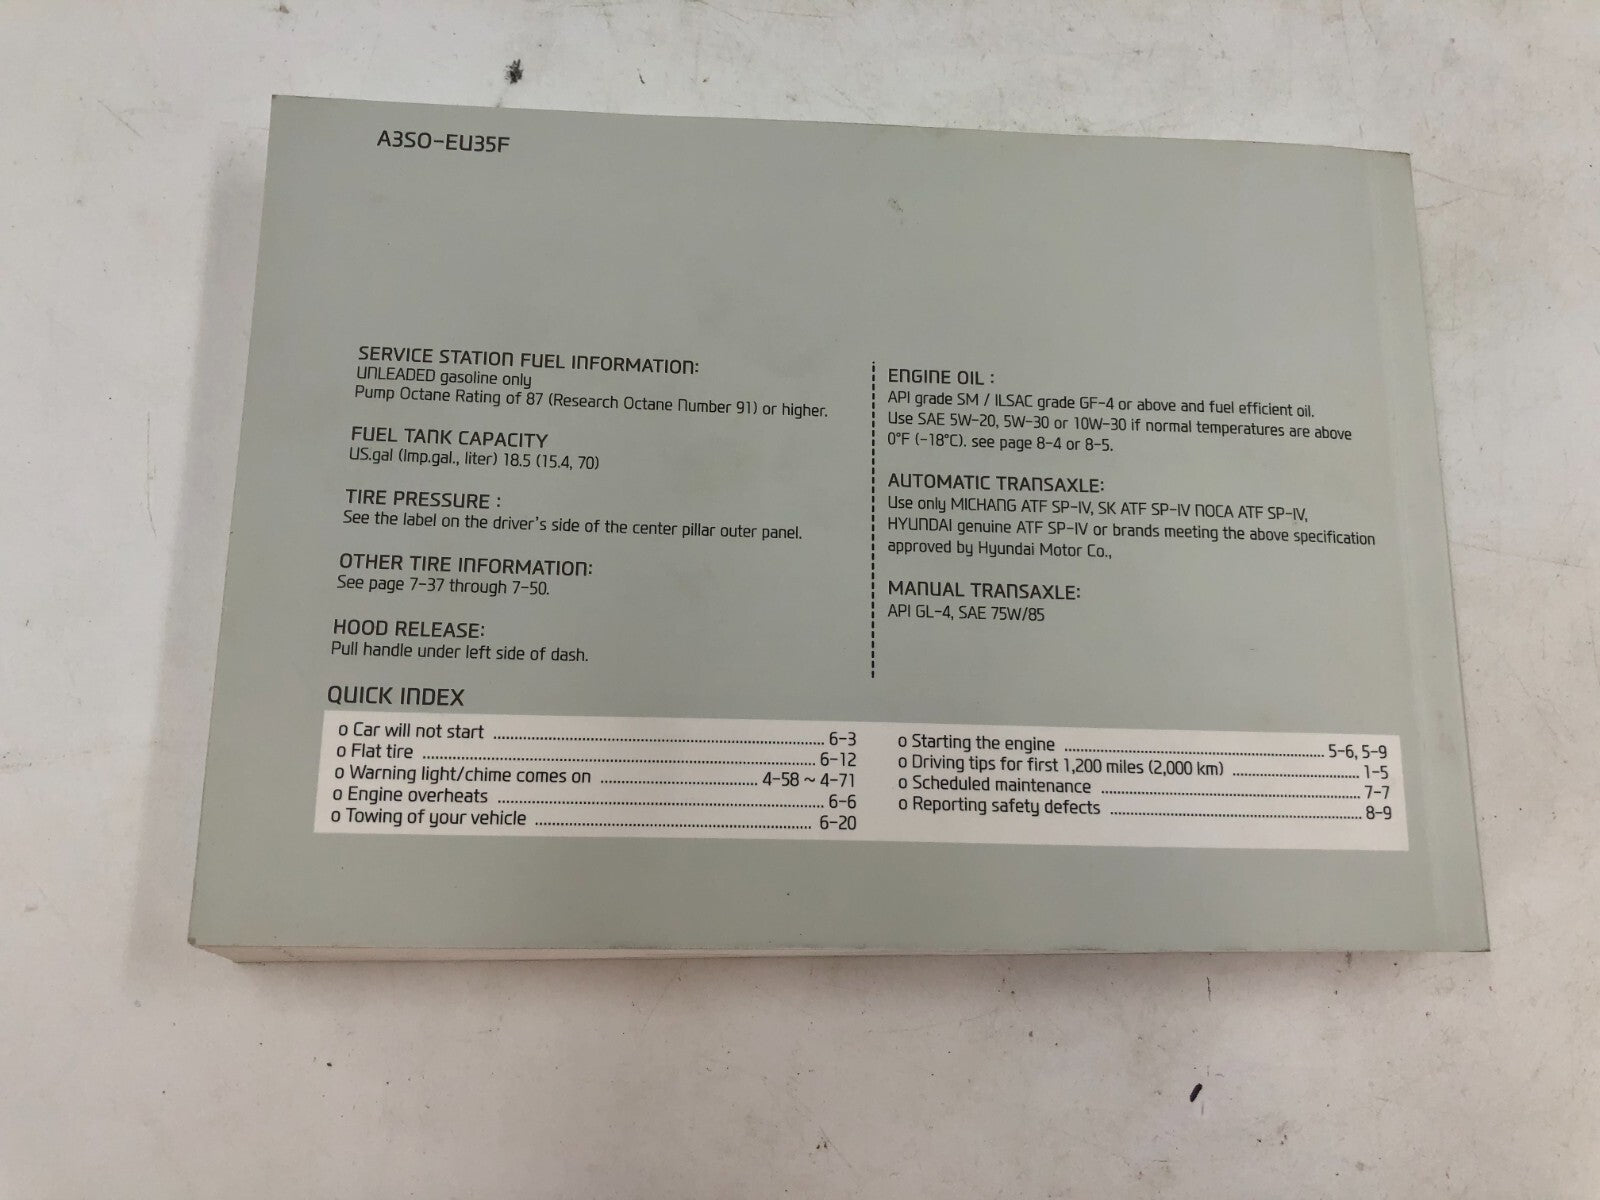 A3SO-EU35F
SERVICE STATION FUEL INFORMATION:
UNLEADED gasoline only
Pump Octane Rating of 87 (Research Octane Number 91) or higher.
FUEL TANK CAPACITY
US.gal (Imp.gal., liter) 18.5 (15.4, 70)
TIRE PRESSURE :
See the label on the driver's side of the center pillar outer panel.
OTHER TIRE INFORMATION:
See page 7-37 through 7-50.
HOOD RELEASE:
Pull handle under left side of dash.
ENGINE OIL :
API grade SM / ILSAC grade GF-4 or above and fuel efficient oil.
Use SAE 5W-20, 5W-30 or 10W-30 if normal temperatures are above
0°F (-18°C). see page 8-4 or 8-5.
AUTOMATIC TRANSAXLE:
Use only MICHANG ATF SP-IV, SK ATF SP-IV NOCA ATF SP-IV,
HYUNDAI genuine ATF SP-IV or brands meeting the above specification
approved by Hyundai Motor Co.,
MANUAL TRANSAXLE:
API GL-4, SAE 75W/85
QUICK INDEX
o Car will not start ........ 6-3
o Flat tire ........ 6-12
o Warning light/chime comes on ........ 4-58 ~ 4-71
o Engine overheats ........ 6-6
o Towing of your vehicle ........ 6-20
o Starting the engine ........ 5-6, 5-9
o Driving tips for first 1,200 miles (2,000 km) ........ 1-5
o Scheduled maintenance ........ 7-7
o Reporting safety defects ........ 8-9